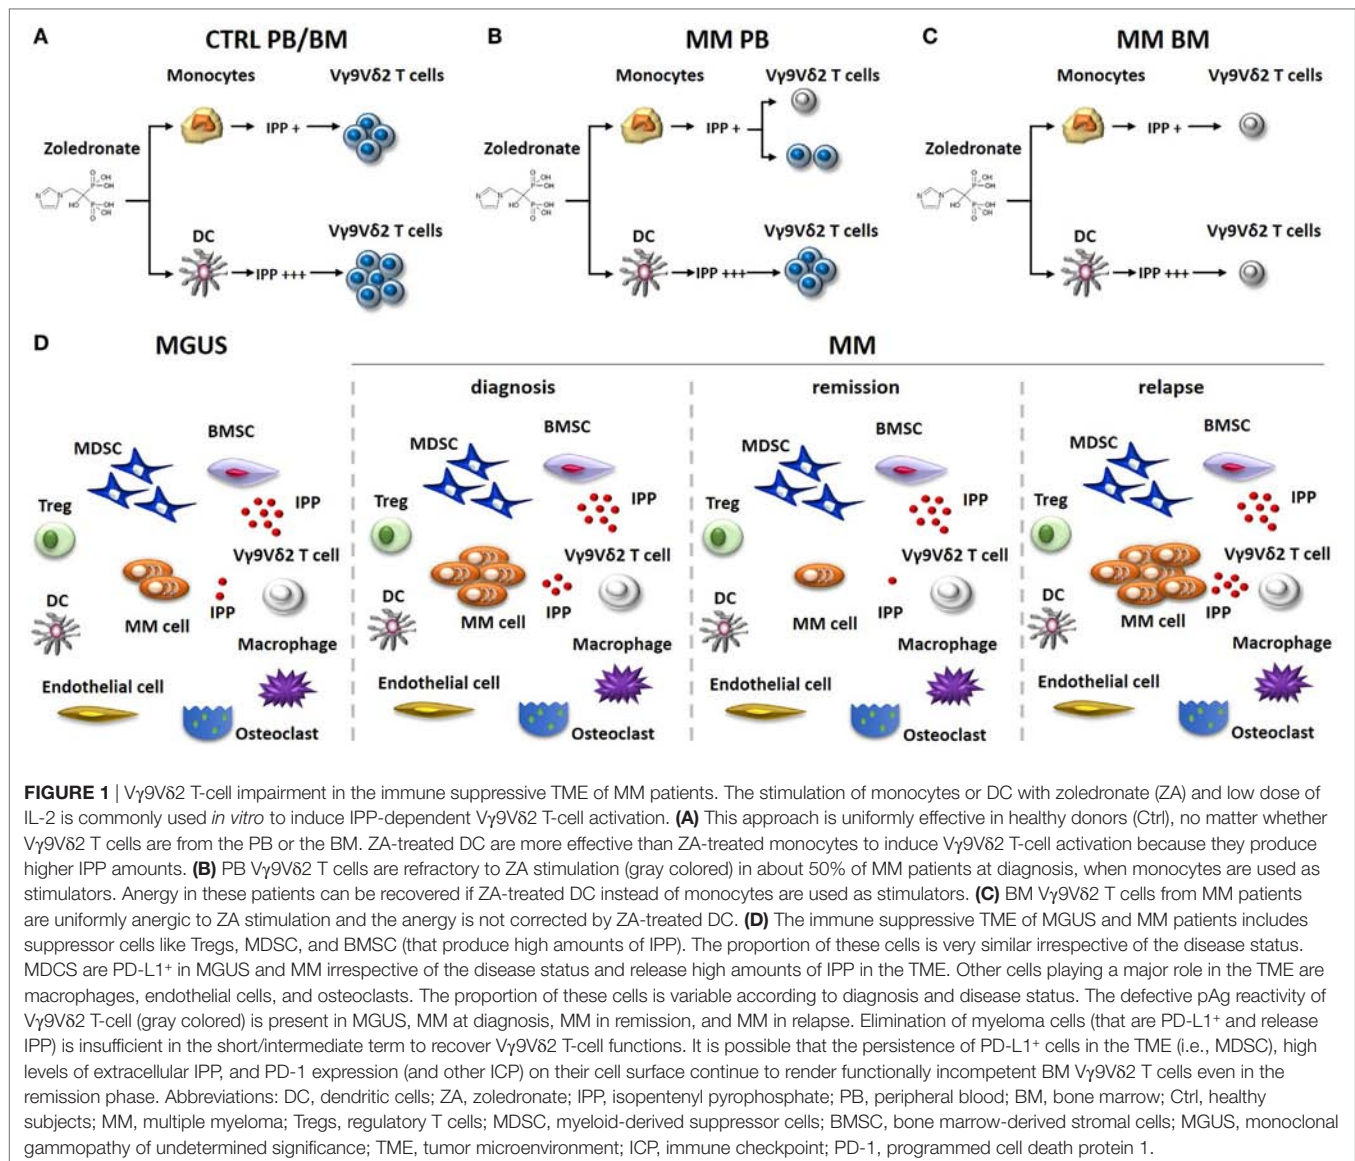 A
CTRL PB/BM
Monocytes
Vγ9Vδ2 T cells
IPP +
Zoledronate
N
N
HO
O
P
OH
OH
P
OH
OH
O
DC
Vγ9Vδ2 T cells
IPP +++
B
MM PB
Monocytes
Vγ9Vδ2 T cells
IPP +
Zoledronate
N
N
HO
O
P
OH
OH
P
OH
OH
O
DC
Vγ9Vδ2 T cells
IPP +++
C
MM BM
Monocytes
Vγ9Vδ2 T cells
IPP +
Zoledronate
N
N
HO
O
P
OH
OH
P
OH
OH
O
DC
Vγ9Vδ2 T cells
IPP +++
D
MGUS
MM
MDSC
BMSC
Treg
IPP
Vγ9Vδ2 T cell
DC
MM cell
IPP
Macrophage
Endothelial cell
Osteoclast
diagnosis
MDSC
BMSC
Treg
IPP
Vγ9Vδ2 T cell
DC
MM cell
IPP
Macrophage
Endothelial cell
Osteoclast
remission
MDSC
BMSC
Treg
IPP
Vγ9Vδ2 T cell
DC
MM cell
IPP
Macrophage
Endothelial cell
Osteoclast
relapse
MDSC
BMSC
Treg
IPP
Vγ9Vδ2 T cell
DC
MM cell
IPP
Macrophage
Endothelial cell
Osteoclast
FIGURE 1 | Vγ9Vδ2 T-cell impairment in the immune suppressive TME of MM patients. The stimulation of monocytes or DC with zoledronate (ZA) and low dose of
IL-2 is commonly used in vitro to induce IPP-dependent Vγ9Vδ2 T-cell activation. (A) This approach is uniformly effective in healthy donors (Ctrl), no matter whether
Vγ9Vδ2 T cells are from the PB or the BM. ZA-treated DC are more effective than ZA-treated monocytes to induce Vγ9Vδ2 T-cell activation because they produce
higher IPP amounts. (B) PB Vγ9Vδ2 T cells are refractory to ZA stimulation (gray colored) in about 50% of MM patients at diagnosis, when monocytes are used as
stimulators. Anergy in these patients can be recovered if ZA-treated DC instead of monocytes are used as stimulators. (C) BM Vγ9Vδ2 T cells from MM patients
are uniformly anergic to ZA stimulation and the anergy is not corrected by ZA-treated DC. (D) The immune suppressive TME of MGUS and MM patients includes
suppressor cells like Tregs, MDSC, and BMSC (that produce high amounts of IPP). The proportion of these cells is very similar irrespective of the disease status.
MDCS are PD-L1⁺ in MGUS and MM irrespective of the disease status and release high amounts of IPP in the TME. Other cells playing a major role in the TME are
macrophages, endothelial cells, and osteoclasts. The proportion of these cells is variable according to diagnosis and disease status. The defective pAg reactivity of
Vγ9Vδ2 T-cell (gray colored) is present in MGUS, MM at diagnosis, MM in remission, and MM in relapse. Elimination of myeloma cells (that are PD-L1⁺ and release
IPP) is insufficient in the short/intermediate term to recover Vγ9Vδ2 T-cell functions. It is possible that the persistence of PD-L1⁺ cells in the TME (i.e., MDSC), high
levels of extracellular IPP, and PD-1 expression (and other ICP) on their cell surface continue to render functionally incompetent BM Vγ9Vδ2 T cells even in the
remission phase. Abbreviations: DC, dendritic cells; ZA, zoledronate; IPP, isopentenyl pyrophosphate; PB, peripheral blood; BM, bone marrow; Ctrl, healthy
subjects; MM, multiple myeloma; Tregs, regulatory T cells; MDSC, myeloid-derived suppressor cells; BMSC, bone marrow-derived stromal cells; MGUS, monoclonal
gammopathy of undetermined significance; TME, tumor microenvironment; ICP, immune checkpoint; PD-1, programmed cell death protein 1.